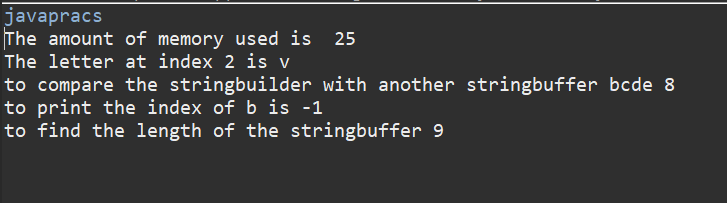 javapracs
The amount of memory used is  25
The letter at index 2 is v
to compare the stringbuilder with another stringbuffer bcde 8
to print the index of b is -1
to find the length of the stringbuffer 9